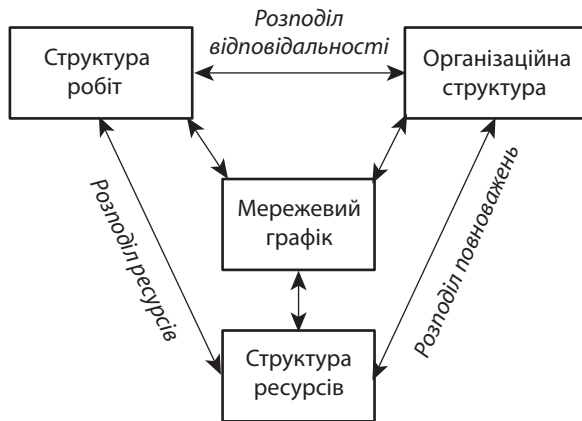 Розподіл
відповідальності
Структура
робіт
Організаційна
структура
Мережевий
графік
Розподіл ресурсів
Розподіл повноважень
Структура
ресурсів